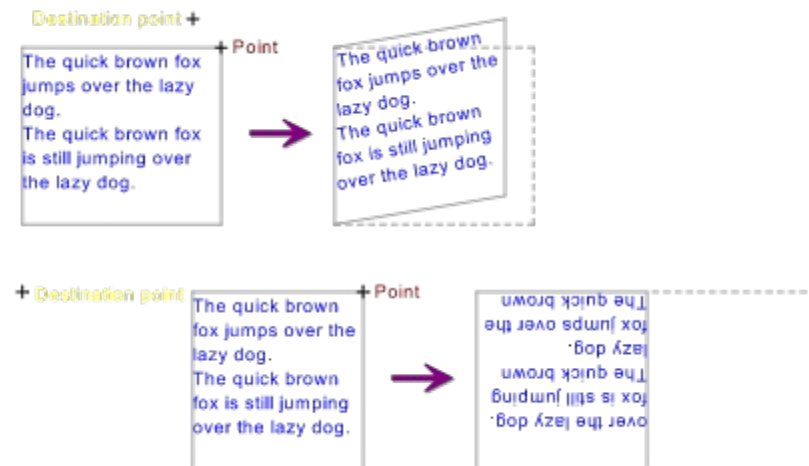 Destination point
Point
The quick brown fox
jumps over the lazy
dog.
The quick brown fox
is still jumping over
the lazy dog.
The quick brown
fox jumps over the
lazy dog.
The quick brown
fox is still jumping
over the lazy dog.
Destination point
Point
The quick brown
fox jumps over the
lazy dog.
The quick brown
fox is still jumping
over the lazy dog.
The quick brown
fox jumps over the
lazy dog.
The quick brown
fox is still jumping
over the lazy dog.